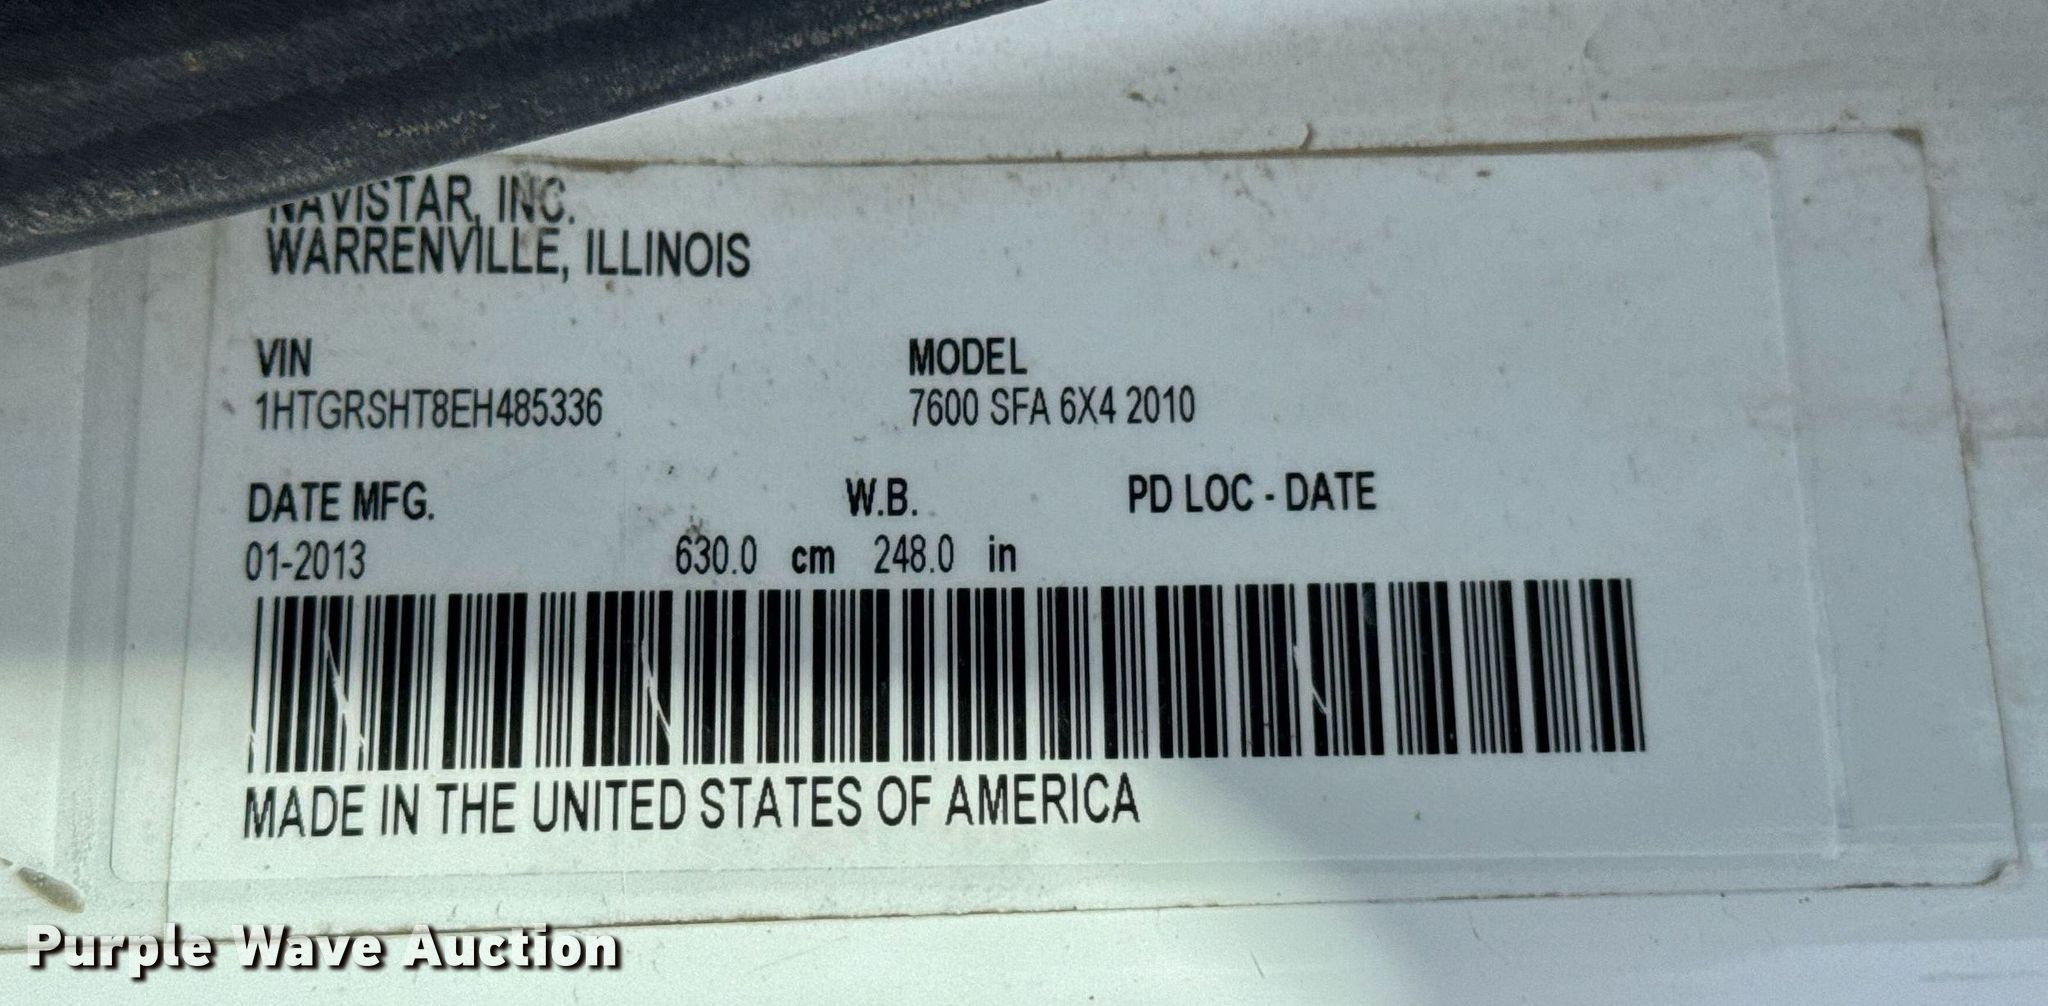 NAVISTAR, INC.
WARRENVILLE, ILLINOIS
VIN MODEL
1HTGRSHT8EH485336 7600 SFA 6X4 2010
DATE MFG. W.B. PD LOC - DATE
01-2013 630.0 cm 248.0 in
MADE IN THE UNITED STATES OF AMERICA
Purple Wave Auction